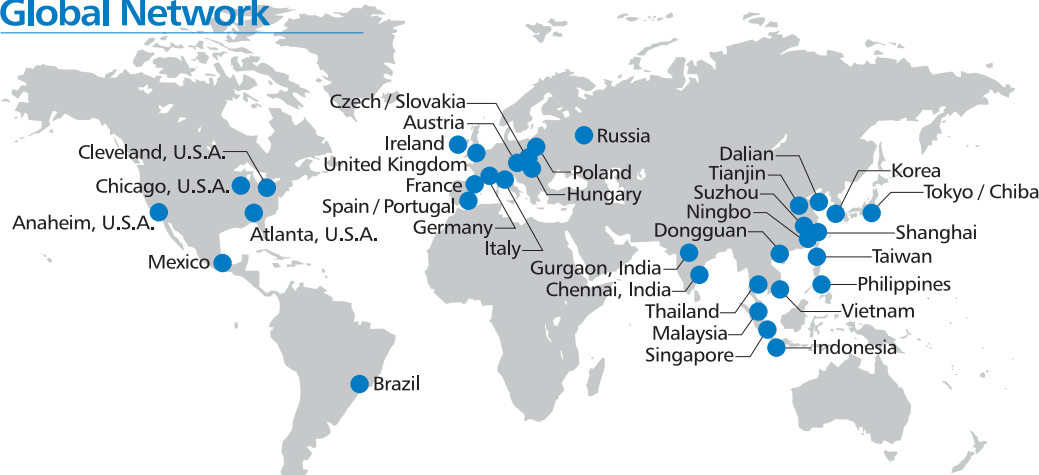 Global Network
Czech / Slovakia
Austria
Ireland
United Kingdom
France
Spain / Portugal
Germany
Italy
Russia
Poland
Hungary
Cleveland, U.S.A.
Chicago, U.S.A.
Anaheim, U.S.A.
Atlanta, U.S.A.
Mexico
Brazil
Dalian
Tianjin
Suzhou
Ningbo
Dongguan
Gurgaon, India
Chennai, India
Thailand
Malaysia
Singapore
Korea
Tokyo / Chiba
Shanghai
Taiwan
Philippines
Vietnam
Indonesia